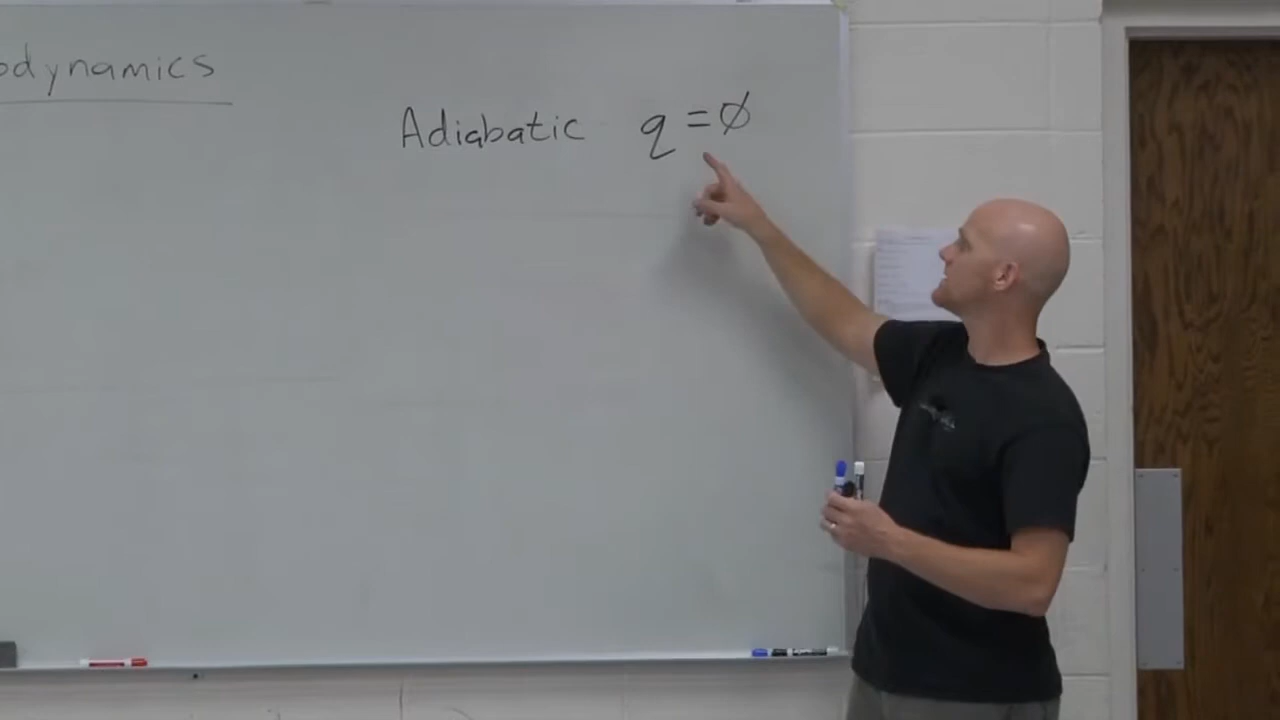 odynamics
Adiabatic q = ∅